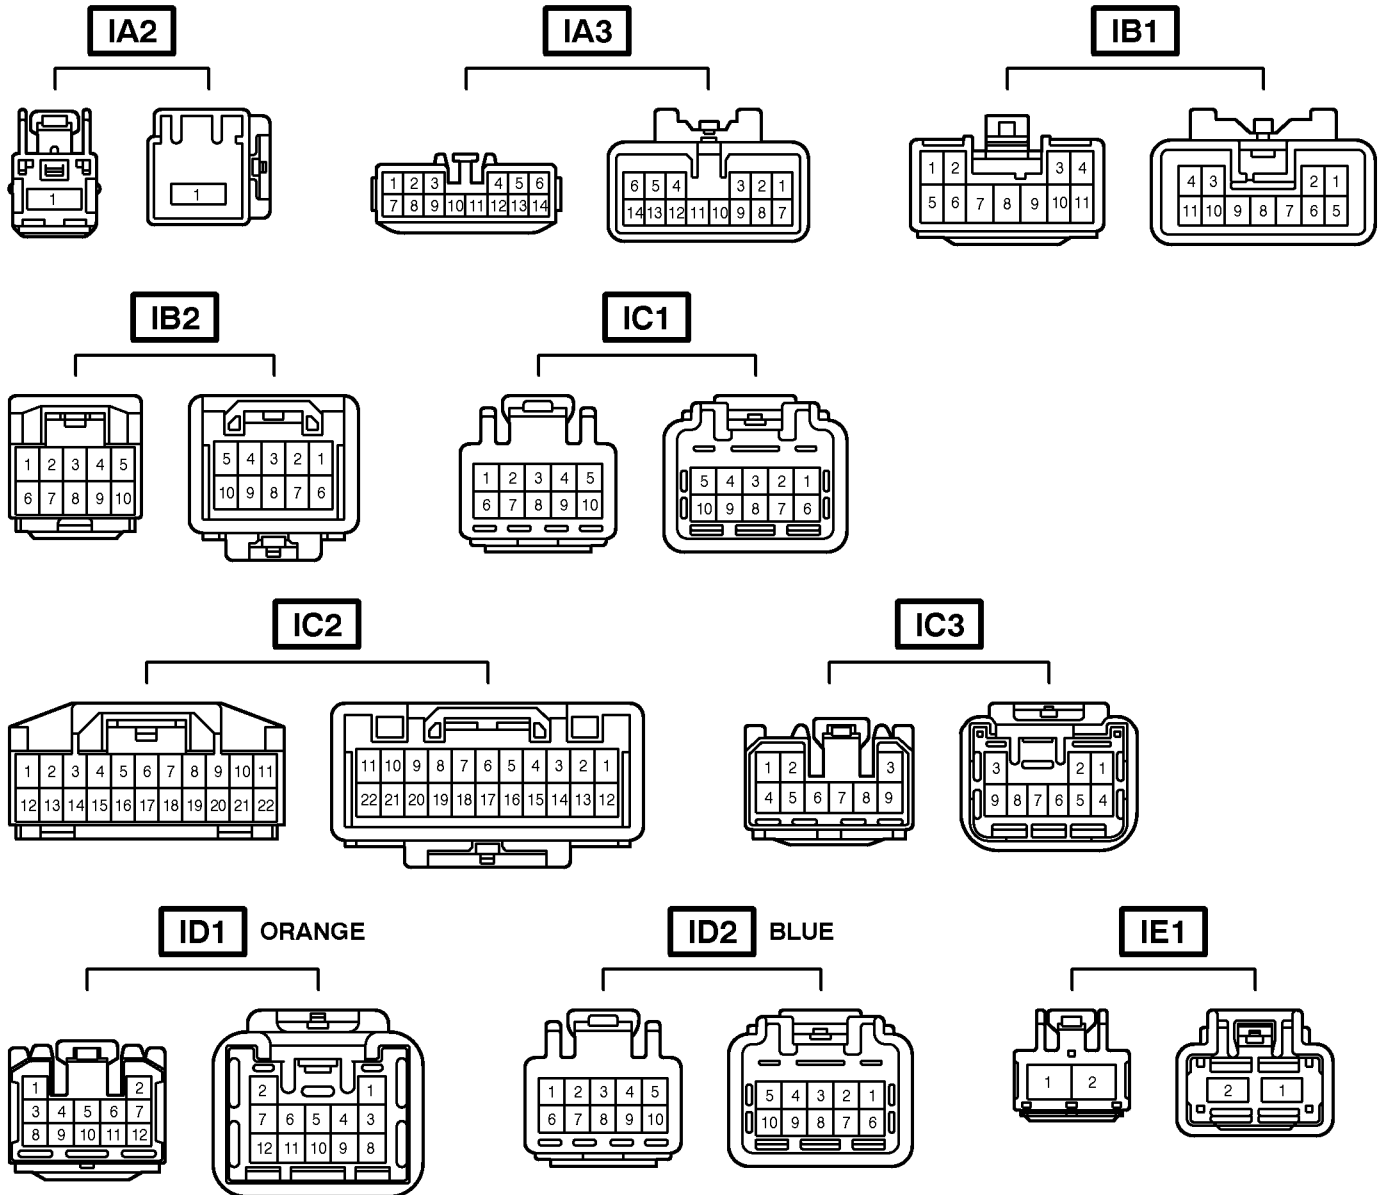 IA2 IA3 IB1
1 1
1 2 3 4 5 6
7 8 9 10 11 12 13 14
6 5 4 3 2 1
14 13 12 11 10 9 8 7
1 2 3 4
5 6 7 8 9 10 11
4 3 2 1
11 10 9 8 7 6 5
IB2 IC1
1 2 3 4 5
6 7 8 9 10
5 4 3 2 1
10 9 8 7 6
1 2 3 4 5
6 7 8 9 10
5 4 3 2 1
10 9 8 7 6
IC2 IC3
1 2 3 4 5 6 7 8 9 10 11
12 13 14 15 16 17 18 19 20 21 22
11 10 9 8 7 6 5 4 3 2 1
22 21 20 19 18 17 16 15 14 13 12
1 2 3
4 5 6 7 8 9
3 2 1
9 8 7 6 5 4
ID1 ORANGE ID2 BLUE IE1
1 2
3 4 5 6 7
8 9 10 11 12
2 1
7 6 5 4 3
12 11 10 9 8
1 2 3 4 5
6 7 8 9 10
5 4 3 2 1
10 9 8 7 6
1 2
2 1